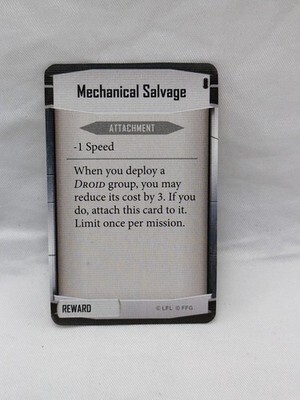 Mechanical Salvage
ATTACHMENT
-1 Speed
When you deploy a
DROID group, you may
reduce its cost by 3. If you
do, attach this card to it.
Limit once per mission.
REWARD
© LFL © FFG